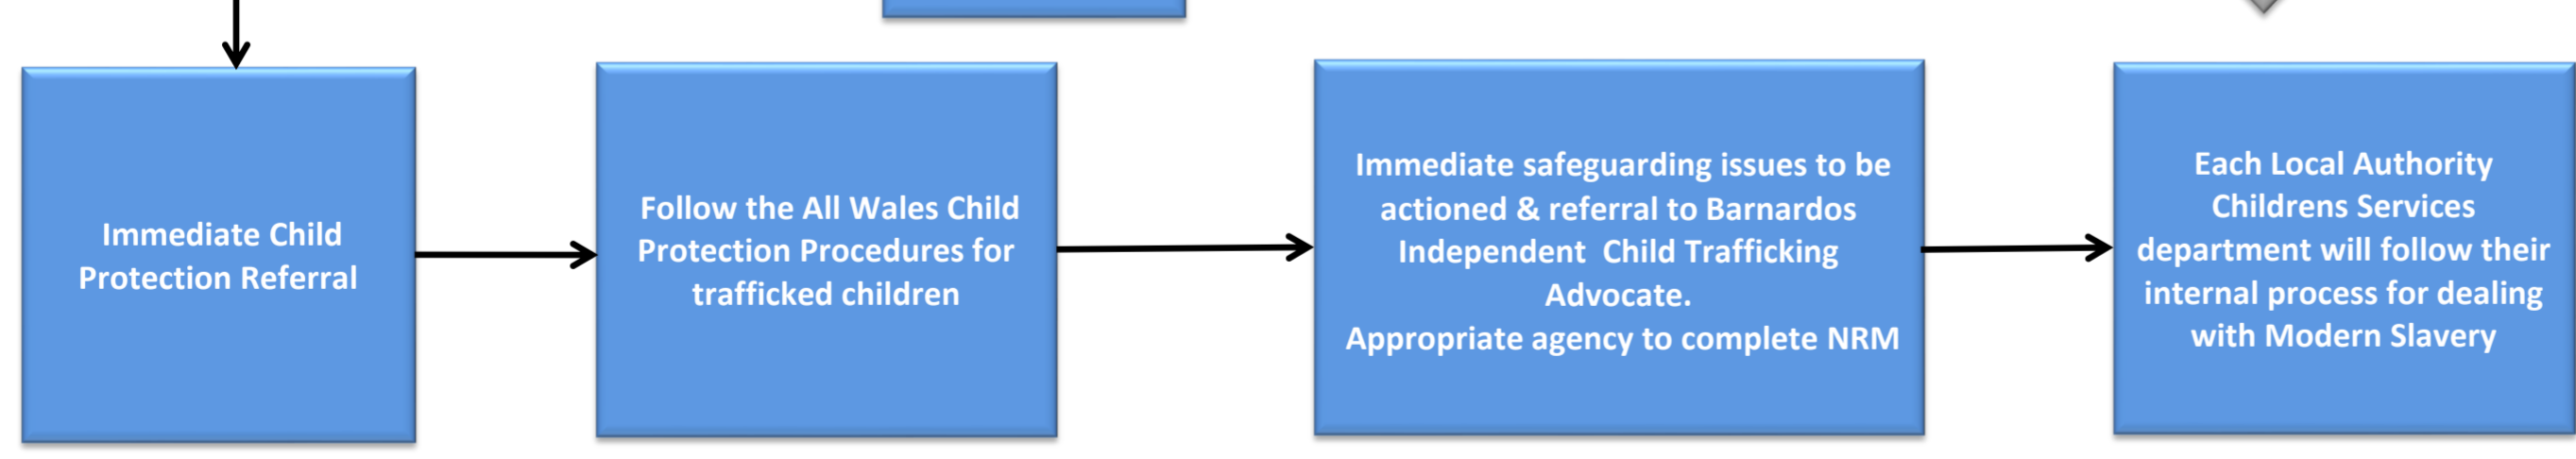 Immediate Child
Protection Referral
Follow the All Wales Child
Protection Procedures for
trafficked children
Immediate safeguarding issues to be
actioned & referral to Barnardos
Independent  Child Trafficking
Advocate.
Appropriate agency to complete NRM
Each Local Authority
Childrens Services
department will follow their
internal process for dealing
with Modern Slavery